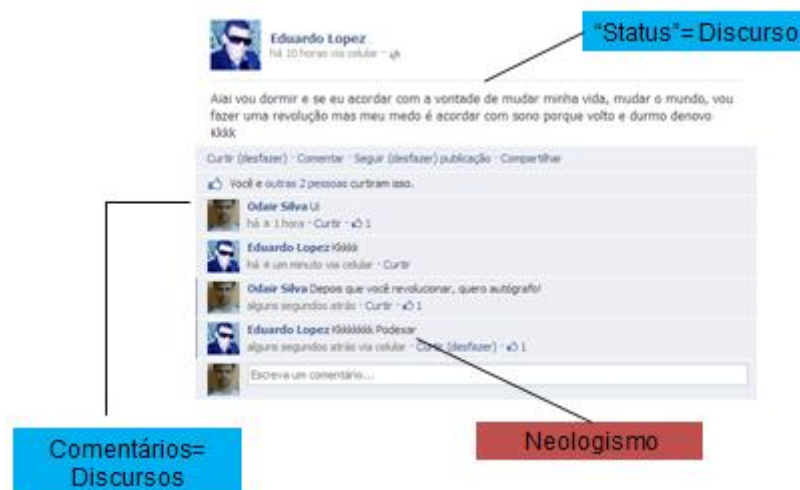 "Status"= Discurso
Eduardo Lopez
há 10 horas via celular ·
Aiai vou dormir e se eu acordar com a vontade de mudar minha vida, mudar o mundo, vou
fazer uma revolução mas meu medo é acordar com sono porque volto e durmo denovo
Kkkk
Curtir (desfazer) · Comentar · Seguir (desfazer) publicação · Compartilhar
Você e outras 2 pessoas curtiram isso.
Odair Silva Ui
há ± 1 hora · Curtir · 1
Eduardo Lopez Kkkkk
há ± um minuto via celular · Curtir
Odair Silva Depois que você revolucionar, quero autógrafo!
alguns segundos atrás · Curtir · 1
Eduardo Lopez Kkkkkkkk Podexar
alguns segundos atrás via celular · Curtir (desfazer) · 1
Escreva um comentário...
Comentários=
Discursos
Neologismo